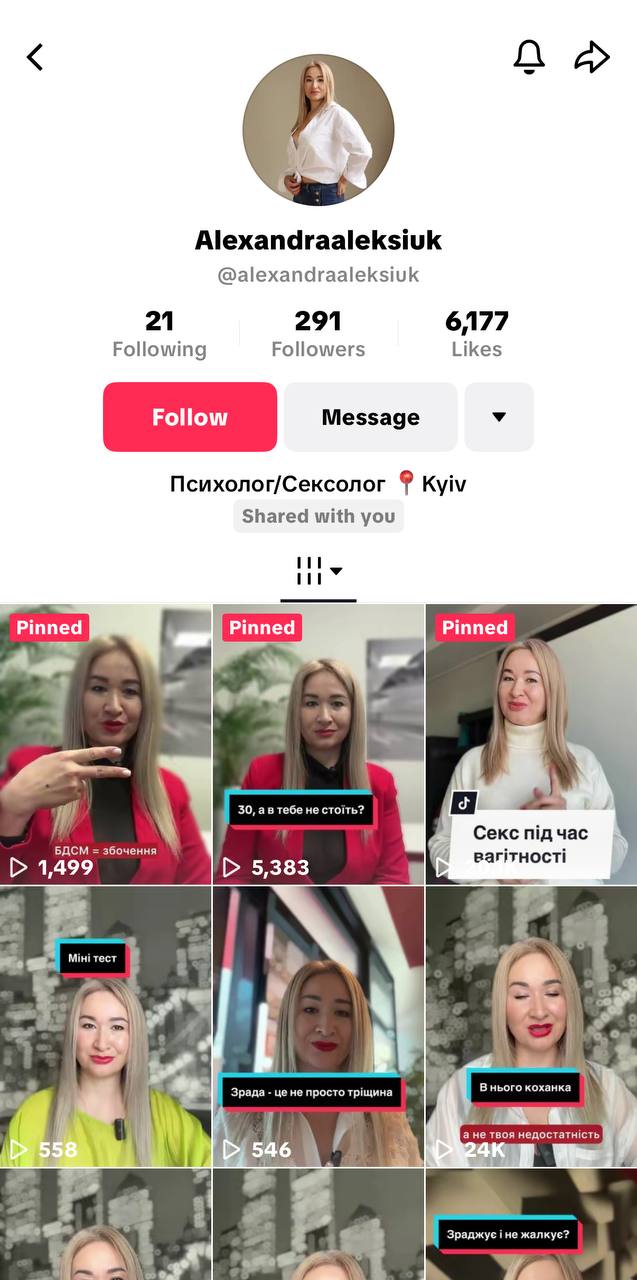 Alexandraaleksiuk
@alexandraaleksiuk
21 291 6,177
Following Followers Likes
Follow Message
Психолог/Сексолог 📍Kyiv
Shared with you
Pinned Pinned Pinned
30, а в тебе не стоїть?
Секс під час
вагітності
БДСМ = збочення
1,499 5,383
Міні тест
В нього коханка
Зрада - це не просто тріщина
а не твоя недостатність
558 546 24K
Зраджує і не жалкує?